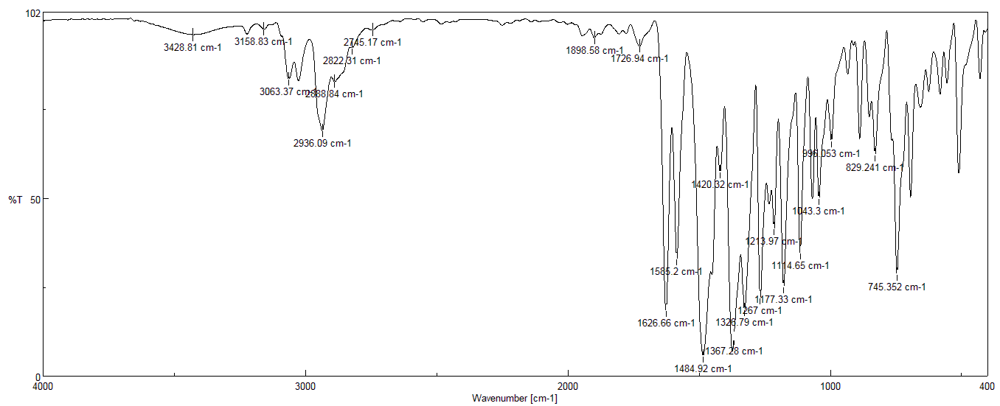 102
3428.81 cm-1
3158.83 cm-1
2745.17 cm-1
1898.58 cm-1
1726.94 cm-1
2822.31 cm-1
3063.37 cm-1
2888.84 cm-1
2936.09 cm-1
996.053 cm-1
829.241 cm-1
1420.32 cm-1
%T
50
1043.3 cm-1
1213.97 cm-1
1114.65 cm-1
1585.2 cm-1
745.352 cm-1
1177.33 cm-1
1267 cm-1
1626.66 cm-1
1326.79 cm-1
1367.28 cm-1
1484.92 cm-1
0
4000
3000
2000
1000
400
Wavenumber [cm-1]